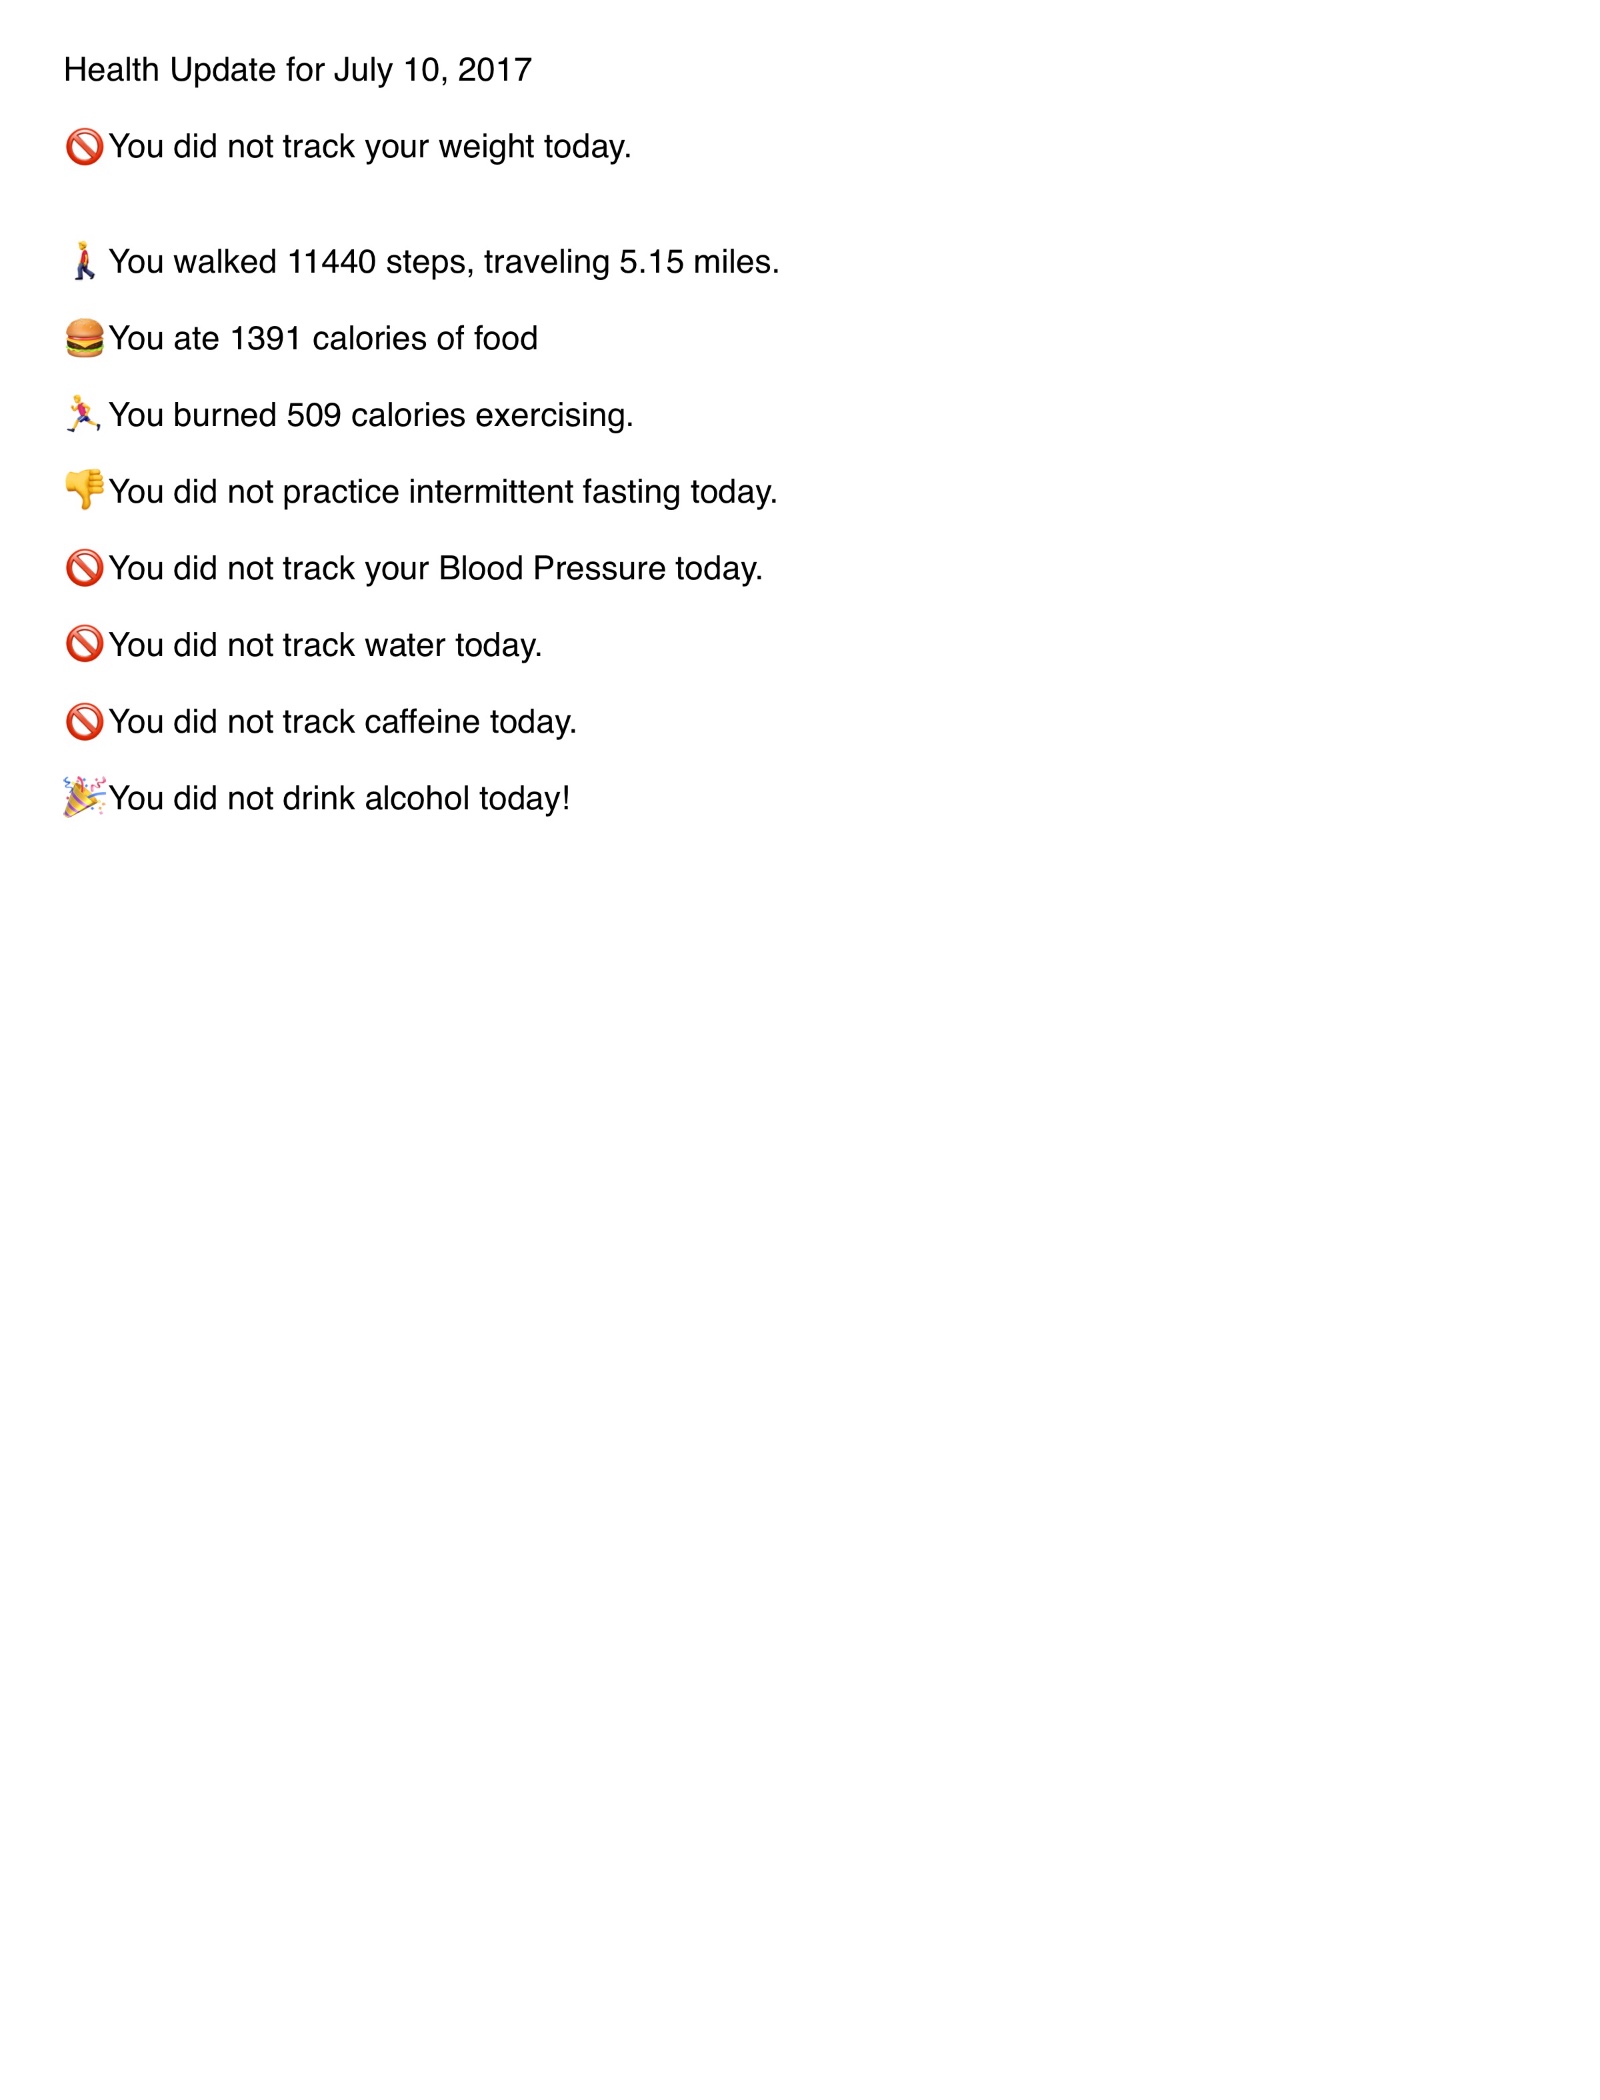 Health Update for July 10, 2017
🚫You did not track your weight today.
🚶You walked 11440 steps, traveling 5.15 miles.
🍔You ate 1391 calories of food
🏃You burned 509 calories exercising.
👎You did not practice intermittent fasting today.
🚫You did not track your Blood Pressure today.
🚫You did not track water today.
🚫You did not track caffeine today.
🎉You did not drink alcohol today!